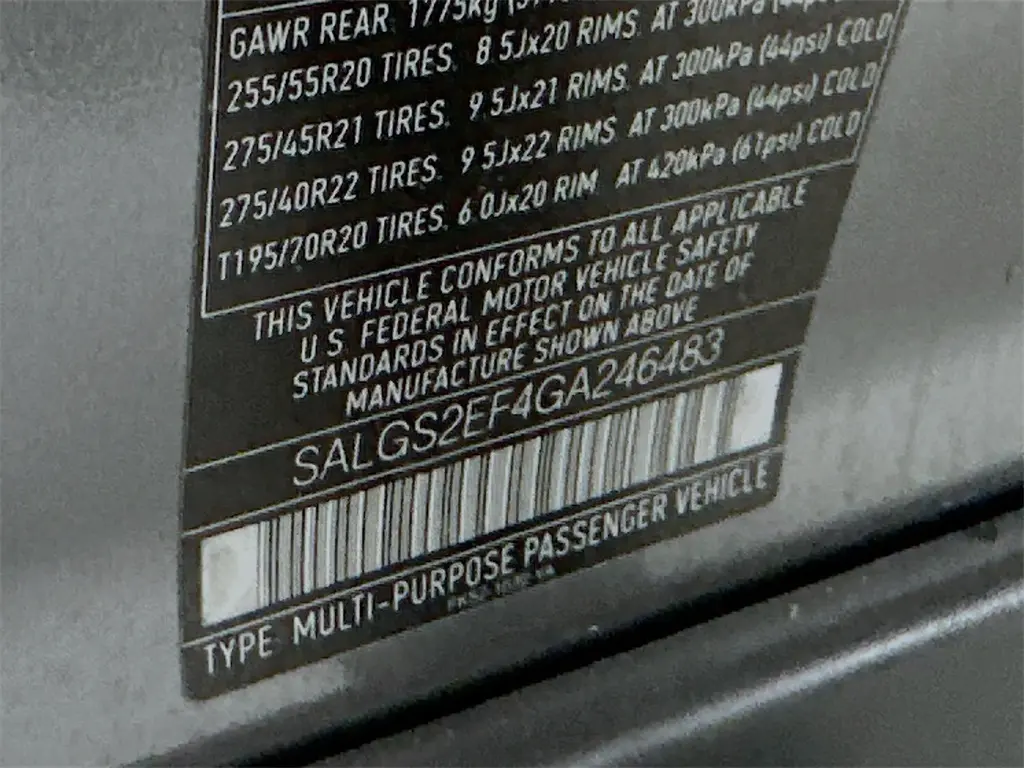 GAWR REAR 1775kg
255/55R20 TIRES. 8.5Jx20 RIMS. AT 300kPa
275/45R21 TIRES. 9.5Jx21 RIMS. AT 300kPa (44psi) COLD
275/40R22 TIRES. 9.5Jx22 RIMS AT 300kPa (44psi) COLD
T195/70R20 TIRES. 6.0Jx20 RIM AT 420kPa (61psi) COLD
THIS VEHICLE CONFORMS TO ALL APPLICABLE
U S FEDERAL MOTOR VEHICLE SAFETY
STANDARDS IN EFFECT ON THE DATE OF
MANUFACTURE SHOWN ABOVE
SALGS2EF4GA246483
TYPE MULTI-PURPOSE PASSENGER VEHICLE